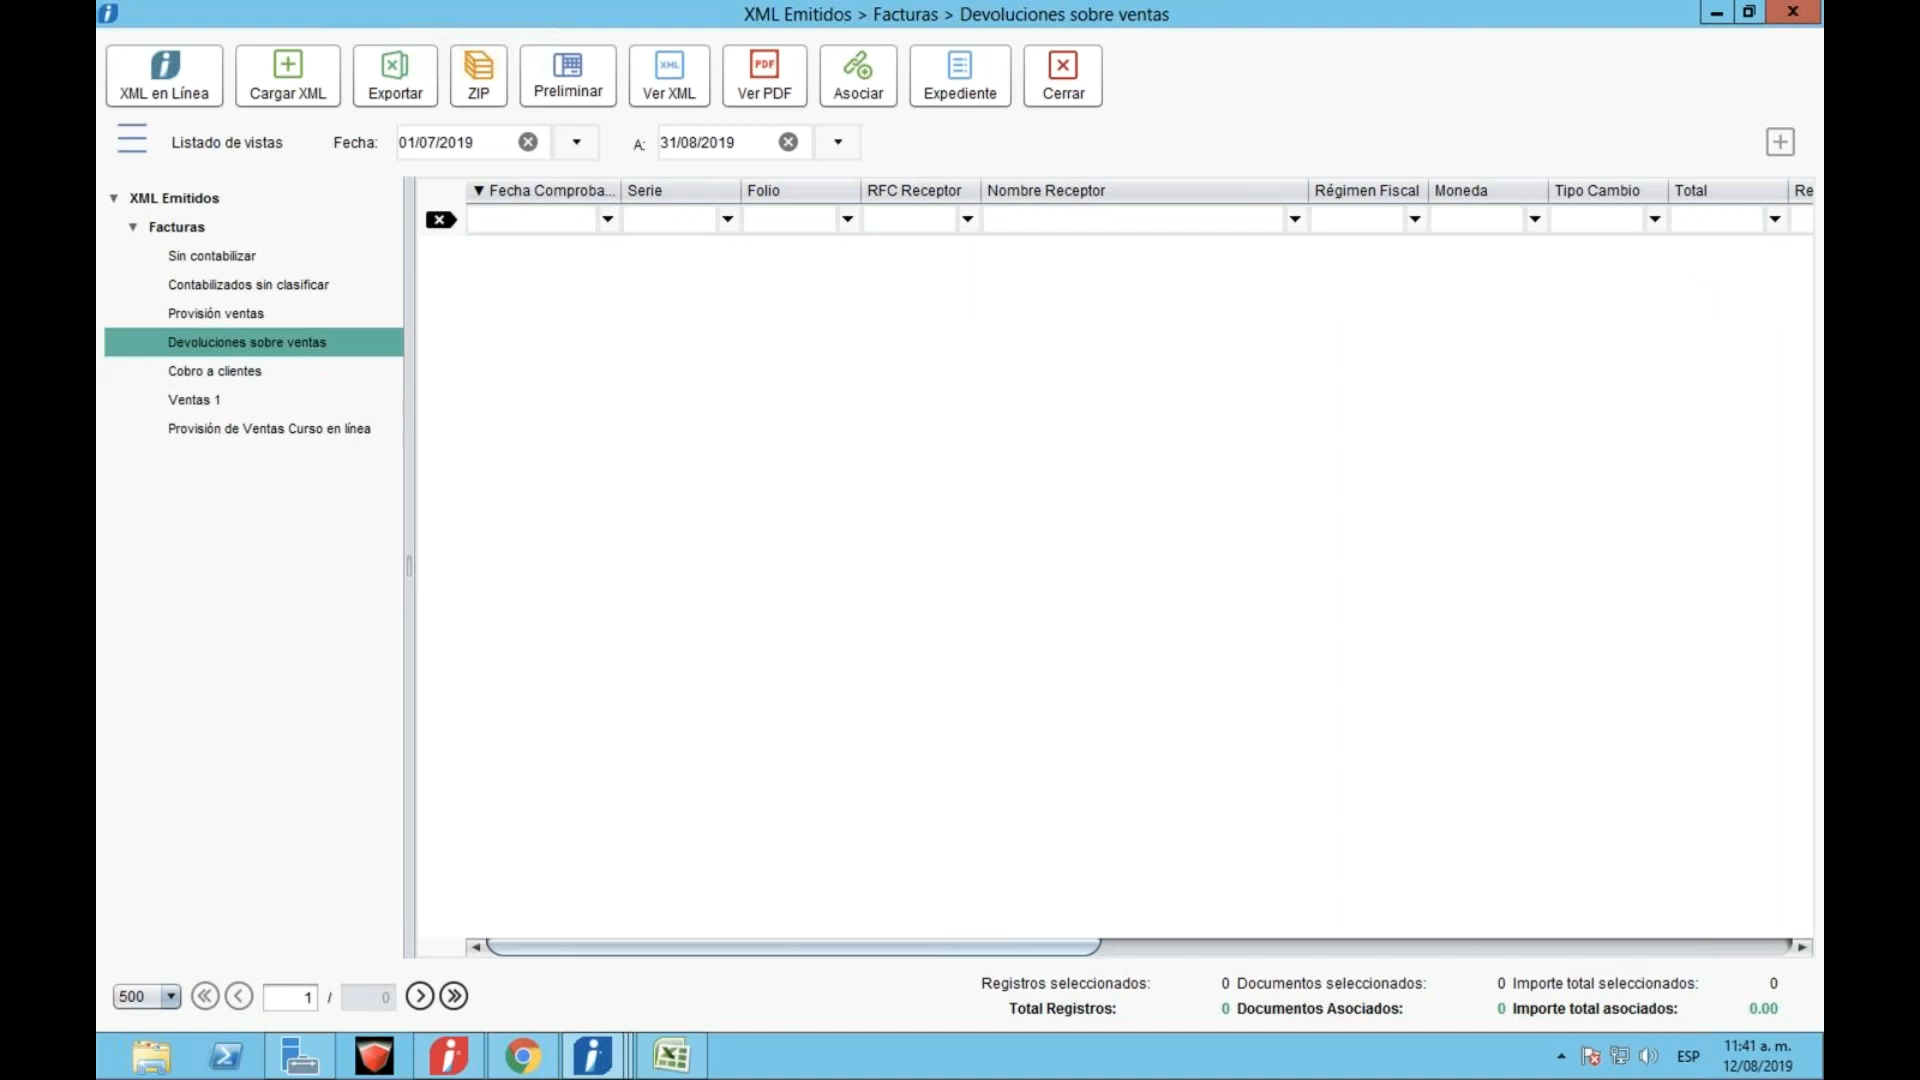 XML Emitidos > Facturas > Devoluciones sobre ventas
XML en Línea
Cargar XML
Exportar
ZIP
Preliminar
XML
Ver XML
PDF
Ver PDF
Asociar
Expediente
Cerrar
Listado de vistas
Fecha: 01/07/2019
A: 31/08/2019
XML Emitidos
Facturas
Sin contabilizar
Contabilizados sin clasificar
Provisión ventas
Devoluciones sobre ventas
Cobro a clientes
Ventas 1
Provisión de Ventas Curso en línea
Fecha Comproba... Serie Folio RFC Receptor Nombre Receptor Régimen Fiscal Moneda Tipo Cambio Total Re
500 1 / 0
Registros seleccionados: 0 Documentos seleccionados: 0 Importe total seleccionados: 0
Total Registros: 0 Documentos Asociados: 0 Importe total asociados: 0.00
ESP
11:41 a. m.
12/08/2019